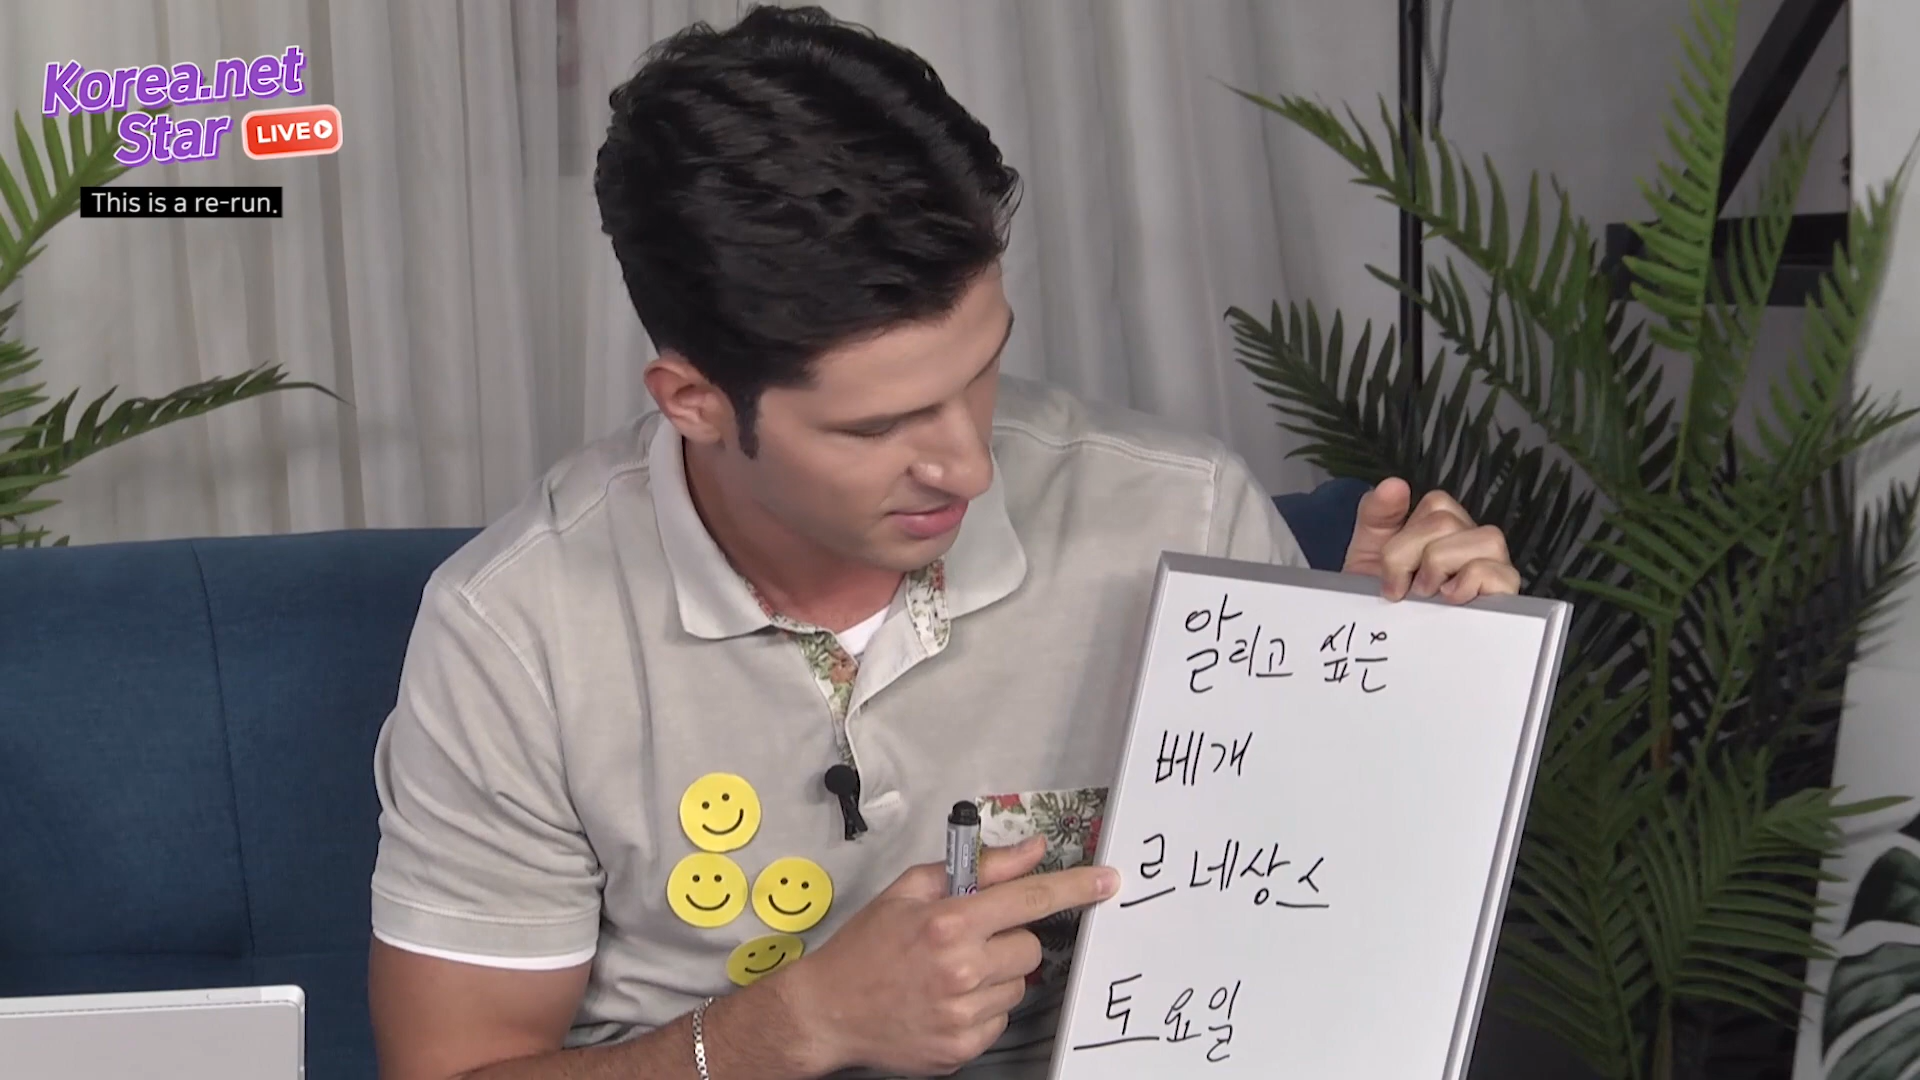 Korea.net
Star LIVE
This is a re-run.
알리고 싶은
베개
르네상스
토요일